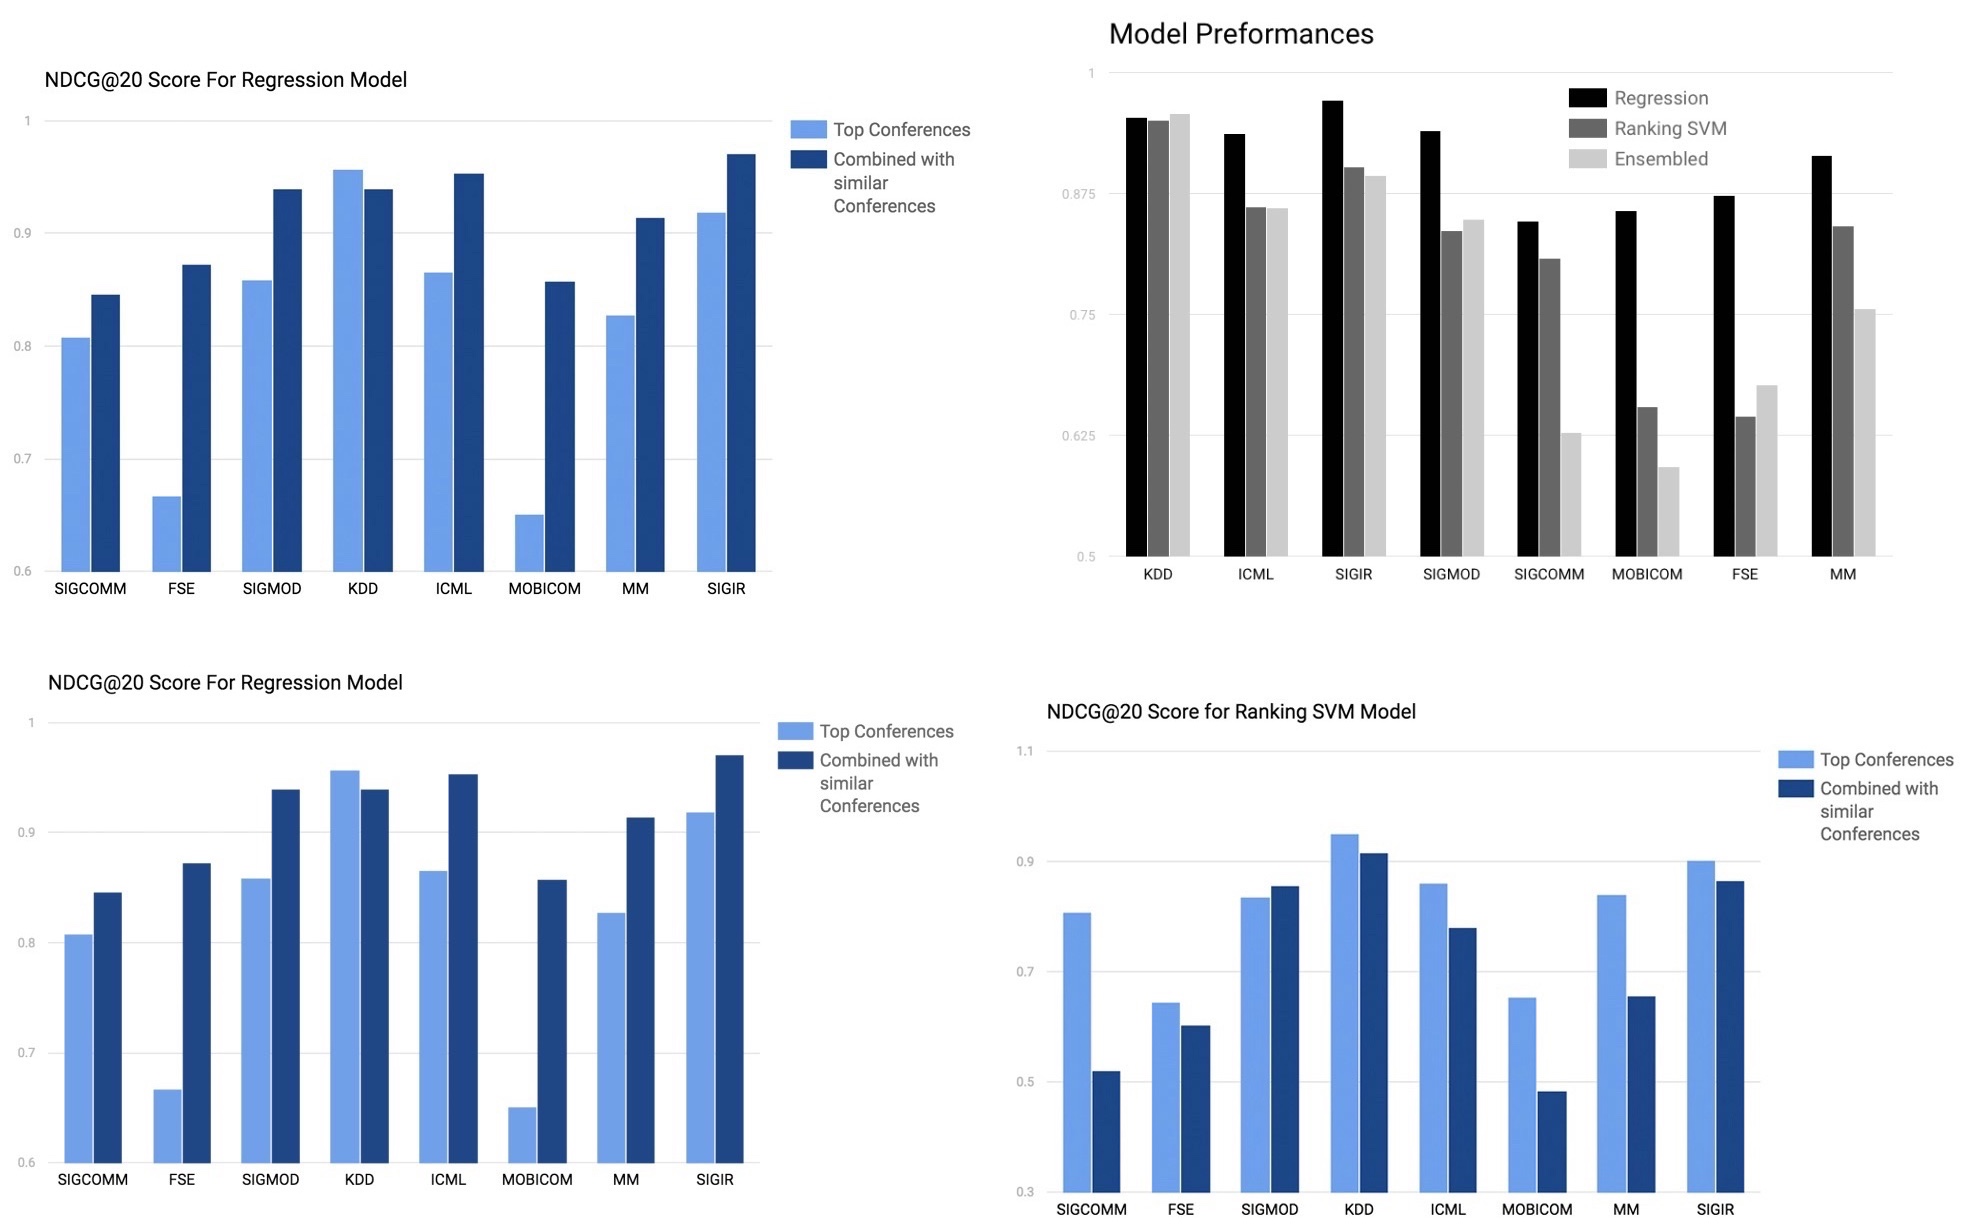 NDCG@20 Score For Regression Model
1
0.9
0.8
0.7
0.6
SIGCOMM FSE SIGMOD KDD ICML MOBICOM MM SIGIR
Top Conferences
Combined with
similar
Conferences
Model Preformances
1
0.875
0.75
0.625
0.5
KDD ICML SIGIR SIGMOD SIGCOMM MOBICOM FSE MM
Regression
Ranking SVM
Ensembled
NDCG@20 Score For Regression Model
1
0.9
0.8
0.7
0.6
SIGCOMM FSE SIGMOD KDD ICML MOBICOM MM SIGIR
Top Conferences
Combined with
similar
Conferences
NDCG@20 Score for Ranking SVM Model
1.1
0.9
0.7
0.5
0.3
SIGCOMM FSE SIGMOD KDD ICML MOBICOM MM SIGIR
Top Conferences
Combined with
similar
Conferences